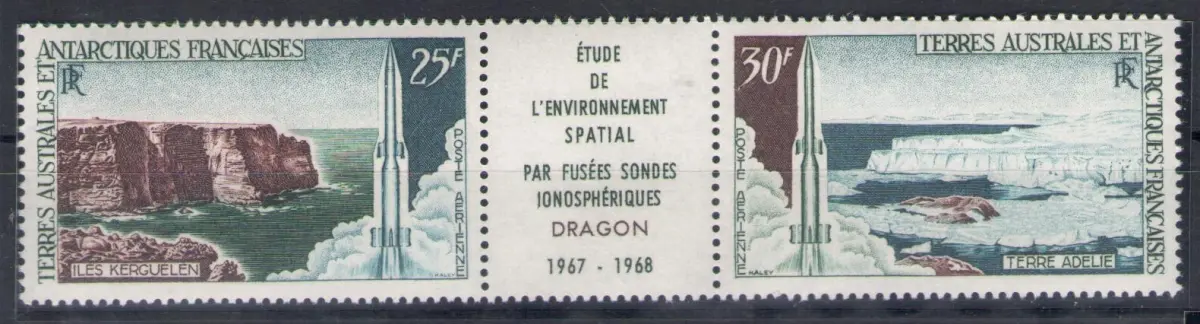 TERRES AUSTRALES ET
ANTARCTIQUES FRANÇAISES
RF
25F
POSTE AERIENNE
ILES KERGUELEN
HALEY
ÉTUDE
DE
L'ENVIRONNEMENT
SPATIAL
PAR FUSÉES SONDES
IONOSPHÉRIQUES
DRAGON
1967 - 1968
30F
TERRES AUSTRALES ET
ANTARCTIQUES FRANÇAISES
RF
POSTE AERIENNE
HALEY
TERRE ADELIE